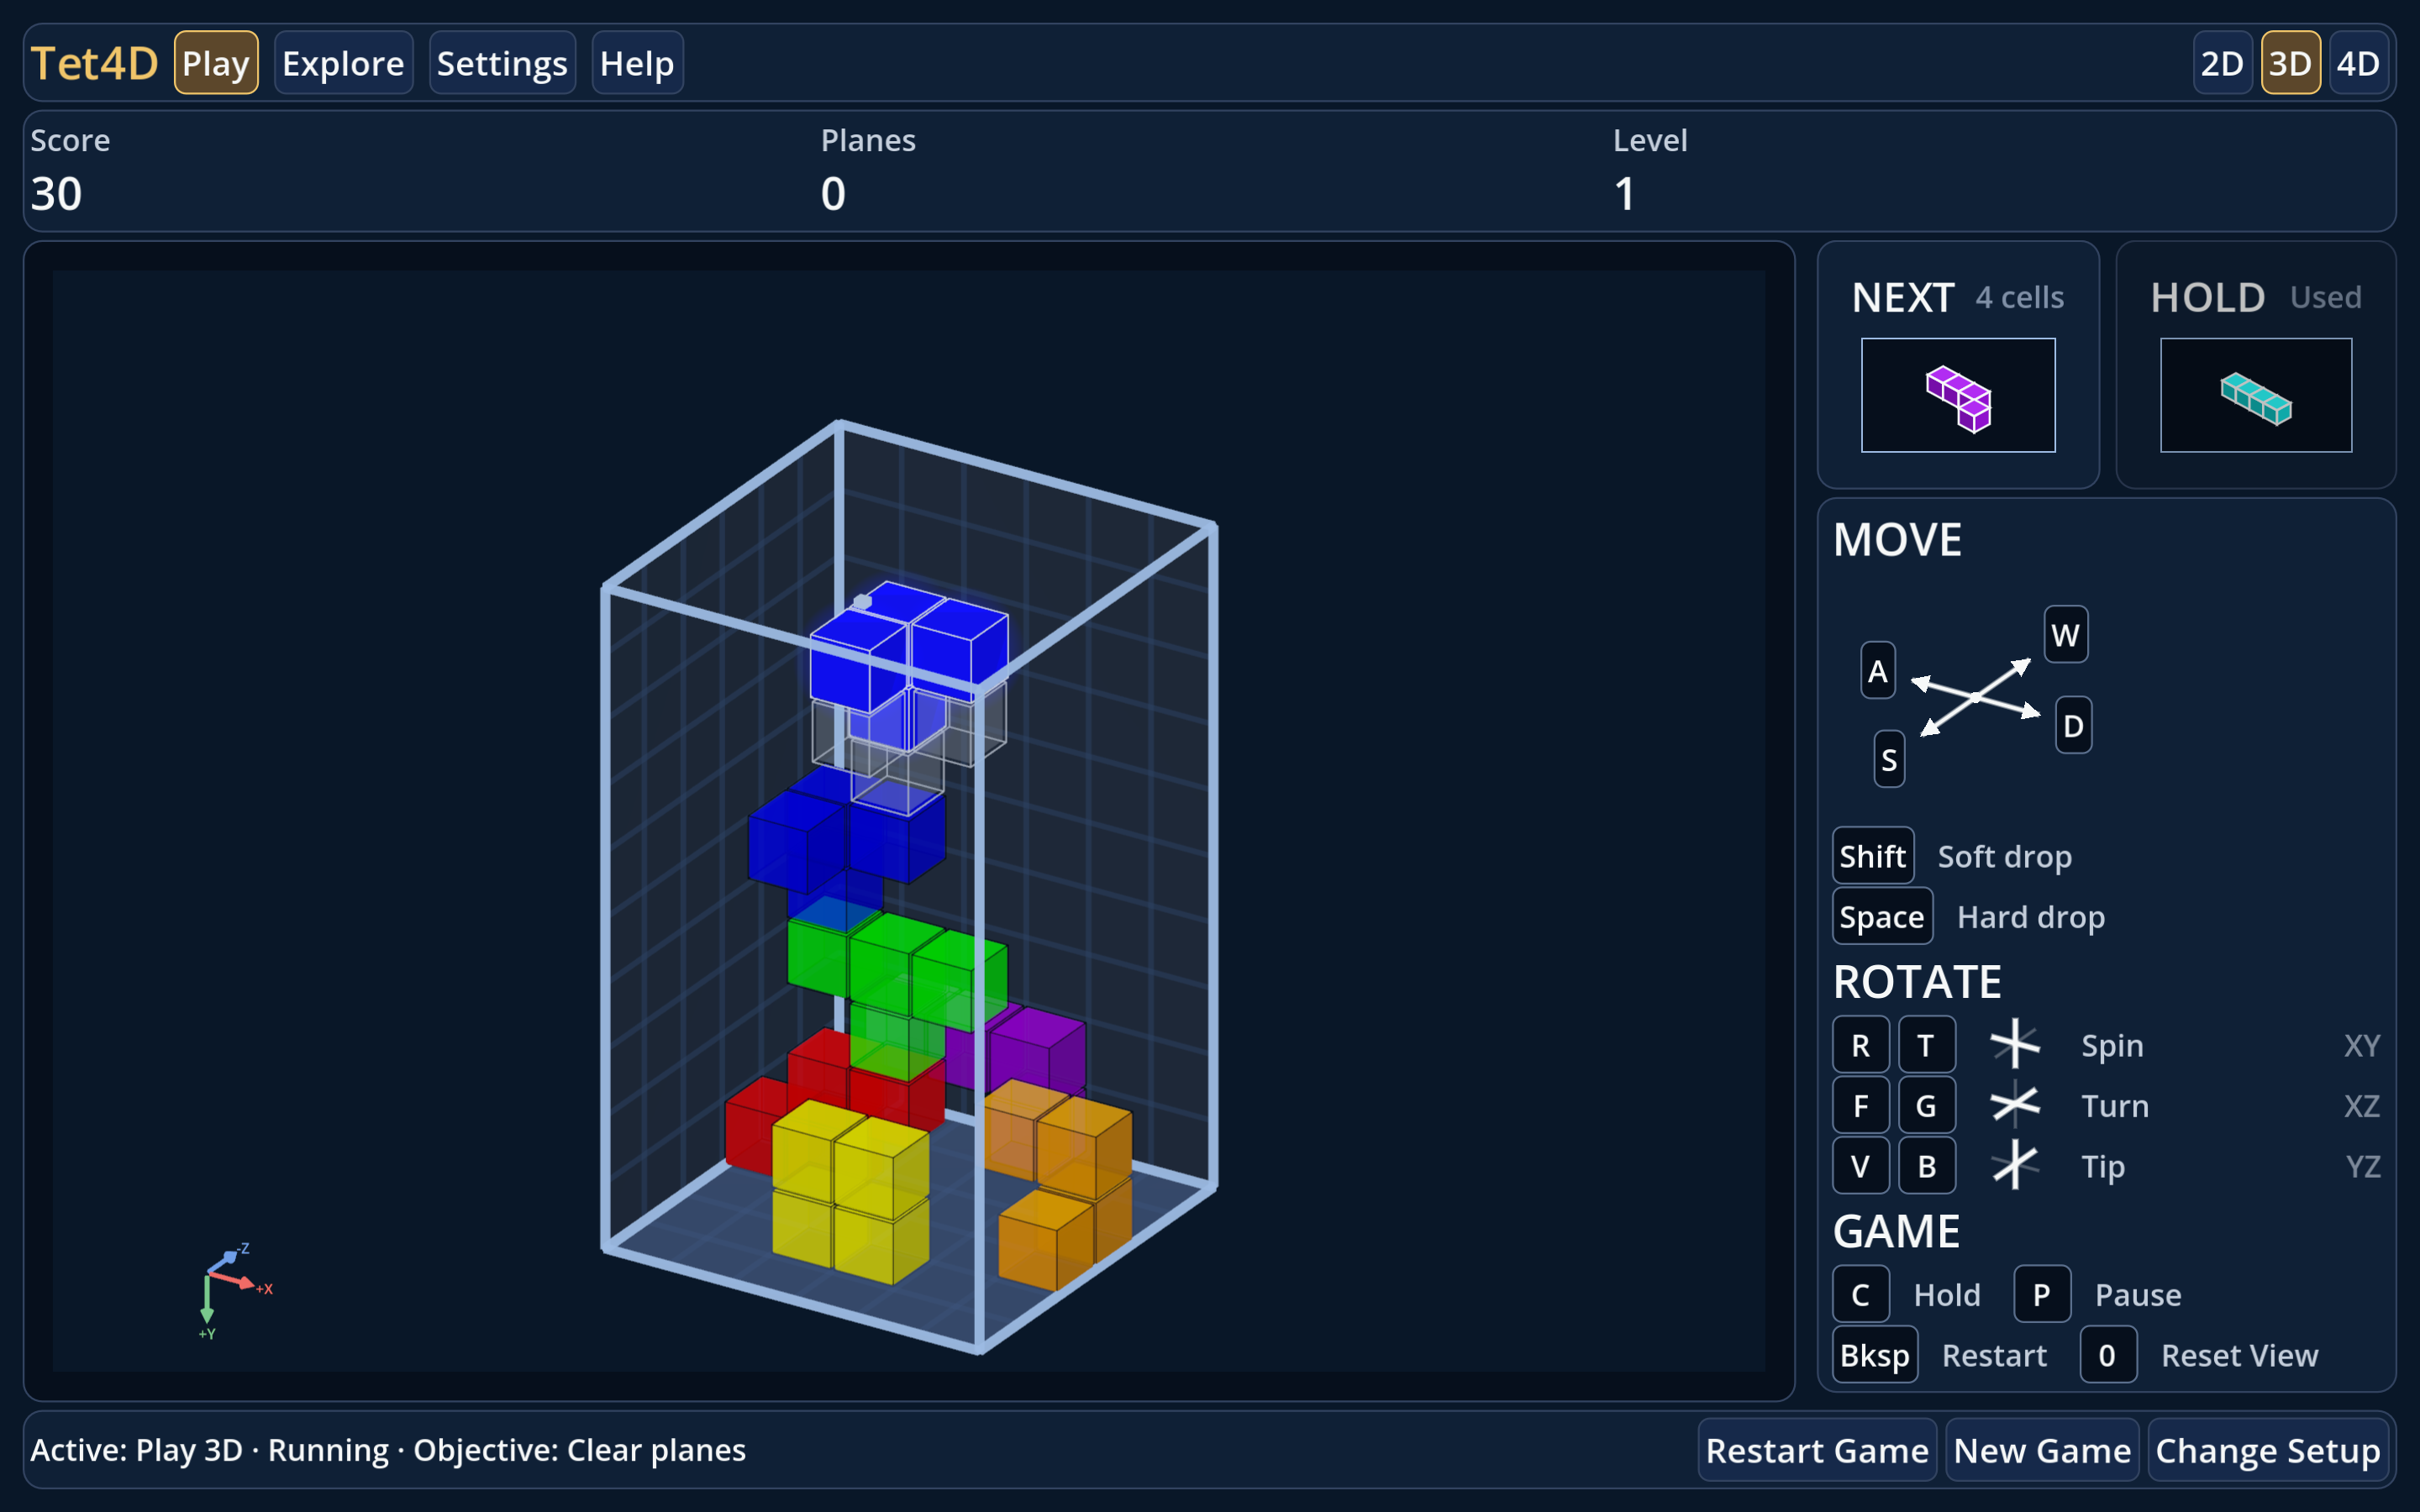 Tet4D Play Explore Settings Help 2D 3D 4D
Score Planes Level
30 0 1
NEXT 4 cells
HOLD Used
MOVE
W
A
D
S
Shift Soft drop
Space Hard drop
ROTATE
R T Spin XY
F G Turn XZ
V B Tip YZ
GAME
C Hold P Pause
Bksp Restart 0 Reset View
-Z
+X
+Y
Active: Play 3D · Running · Objective: Clear planes
Restart Game New Game Change Setup